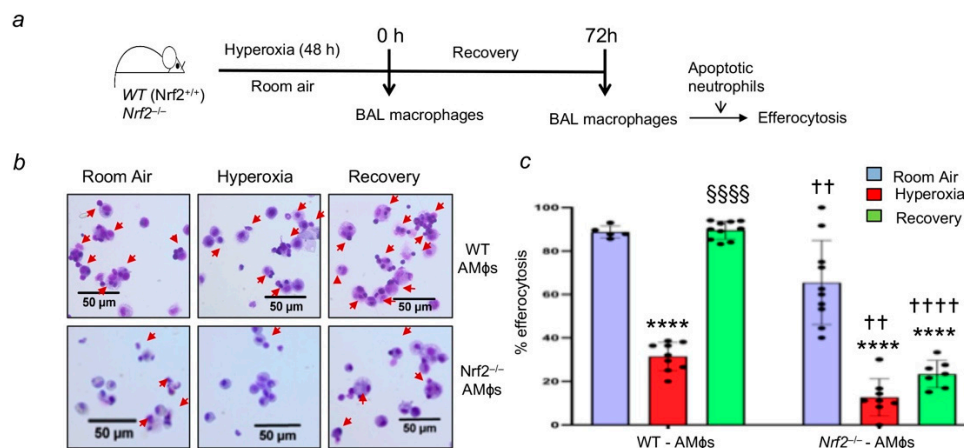 a
0 h
72h
Hyperoxia (48 h)
Recovery
Room air
WT (Nrf2+/+)
Nrf2−/−
BAL macrophages
BAL macrophages
Apoptotic
neutrophils
Efferocytosis
b
Room Air
Hyperoxia
Recovery
WT
AMϕs
50 µm
50 µm
50 µm
Nrf2−/−
AMϕs
50 µm
50 µm
50 µm
c
Room Air
Hyperoxia
Recovery
% efferocytosis
100
80
60
40
20
0
****
§§§§
††
††
****
††††
****
WT - AMϕs
Nrf2−/− - AMϕs